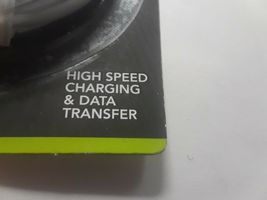 HIGH SPEED
CHARGING
& DATA
TRANSFER